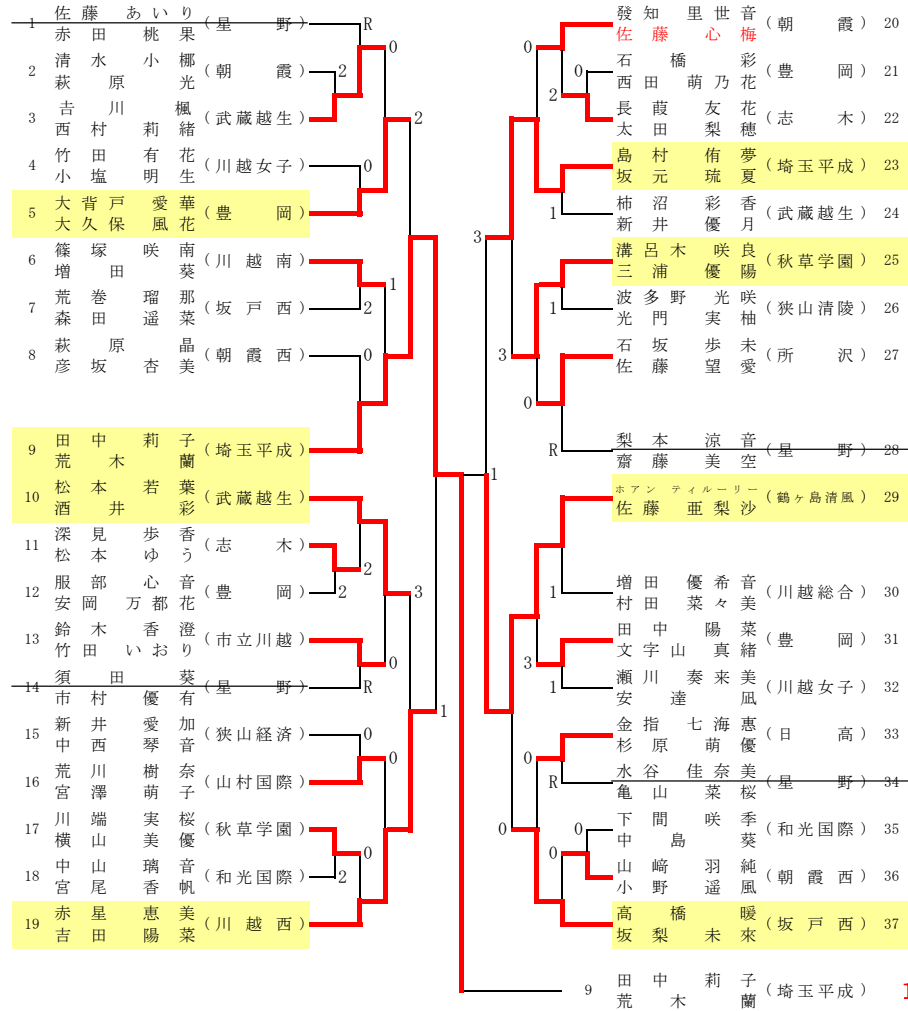 佐藤 あいり
1 (星野) R
赤田 桃果
清水 小梛
2 (朝霞) 2
萩原 光
𠮷川 楓
3 (武蔵越生)
西村 莉緒
竹田 有花
4 (川越女子) 0
小塩 明生
大背戸 愛華
5 (豊岡)
大久保 風花
篠塚 咲南
6 (川越南)
増田 葵
荒巻 瑠那
7 (坂戸西) 2
森田 遥菜
萩原 晶
8 (朝霞西) 0
彦坂 杏美
田中 莉子
9 (埼玉平成)
荒木 蘭
松本 若葉
10 (武蔵越生)
酒井 彩
深見 歩香
11 (志木)
松本 ゆう
服部 心音
12 (豊岡) 2
安岡 万都花
鈴木 香澄
13 (市立川越)
竹田 いおり
須田 葵
14 (星野) R
市村 優有
新井 愛加
15 (狭山経済) 0
中西 琴音
荒川 樹奈
16 (山村国際)
宮澤 萌子
川端 実桜
17 (秋草学園)
横山 美優
中山 璃音
18 (和光国際) 2
宮尾 香帆
赤星 恵美
19 (川越西)
吉田 陽菜
0
2
1
2
3
0
1
0
0
發知 里世音
(朝霞) 20
佐藤 心梅
石橋 彩
0 (豊岡) 21
西田 萌乃花
長葭 友花
(志木) 22
太田 梨穂
島村 侑夢
(埼玉平成) 23
坂元 琉夏
柿沼 彩香
1 (武蔵越生) 24
新井 優月
溝呂木 咲良
(秋草学園) 25
三浦 優陽
波多野 光咲
1 (狭山清陵) 26
光門 実柚
石坂 歩未
(所沢) 27
佐藤 望愛
梨本 涼音
R (星野) 28
齋藤 美空
ホアン ティルーリー
(鶴ヶ島清風) 29
佐藤 亜梨沙
増田 優希音
1 (川越総合) 30
村田 菜々美
田中 陽菜
(豊岡) 31
文字山 真緒
瀬川 奏来美
1 (川越女子) 32
安達 凪
金指 七海惠
(日高) 33
杉原 萌優
水谷 佳奈美
R (星野) 34
亀山 菜桜
下間 咲季
0 (和光国際) 35
中島 葵
山﨑 羽純
(朝霞西) 36
小野 遥風
高橋 暖
(坂戸西) 37
坂梨 未來
0
2
3
3
0
1
3
0
0
0
田中 莉子
9 (埼玉平成) 1
荒木 蘭